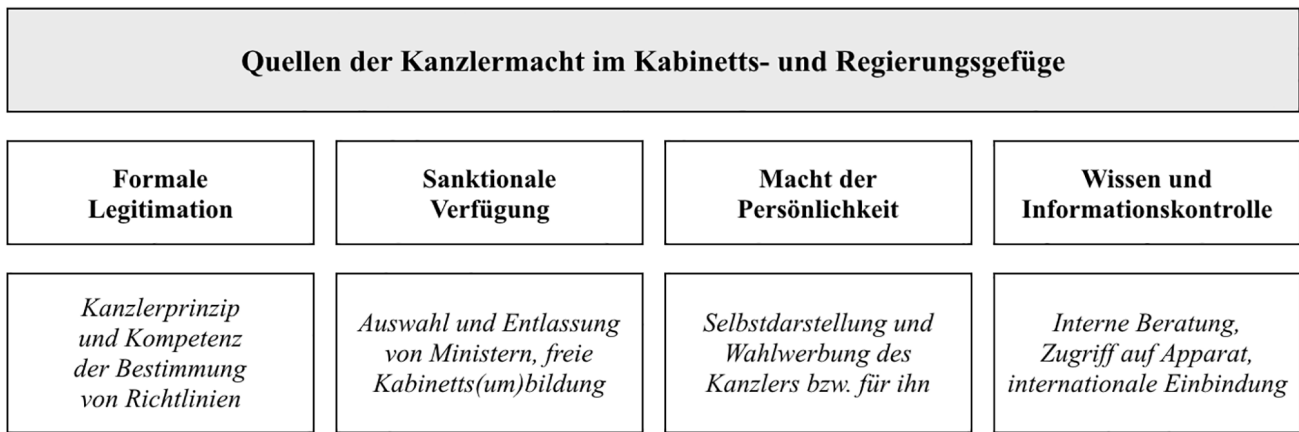 Quellen der Kanzlermacht im Kabinetts- und Regierungsgefüge
Formale
Legitimation
Sanktionale
Verfügung
Macht der
Persönlichkeit
Wissen und
Informationskontrolle
Kanzlerprinzip
und Kompetenz
der Bestimmung
von Richtlinien
Auswahl und Entlassung
von Ministern, freie
Kabinetts(um)bildung
Selbstdarstellung und
Wahlwerbung des
Kanzlers bzw. für ihn
Interne Beratung,
Zugriff auf Apparat,
internationale Einbindung